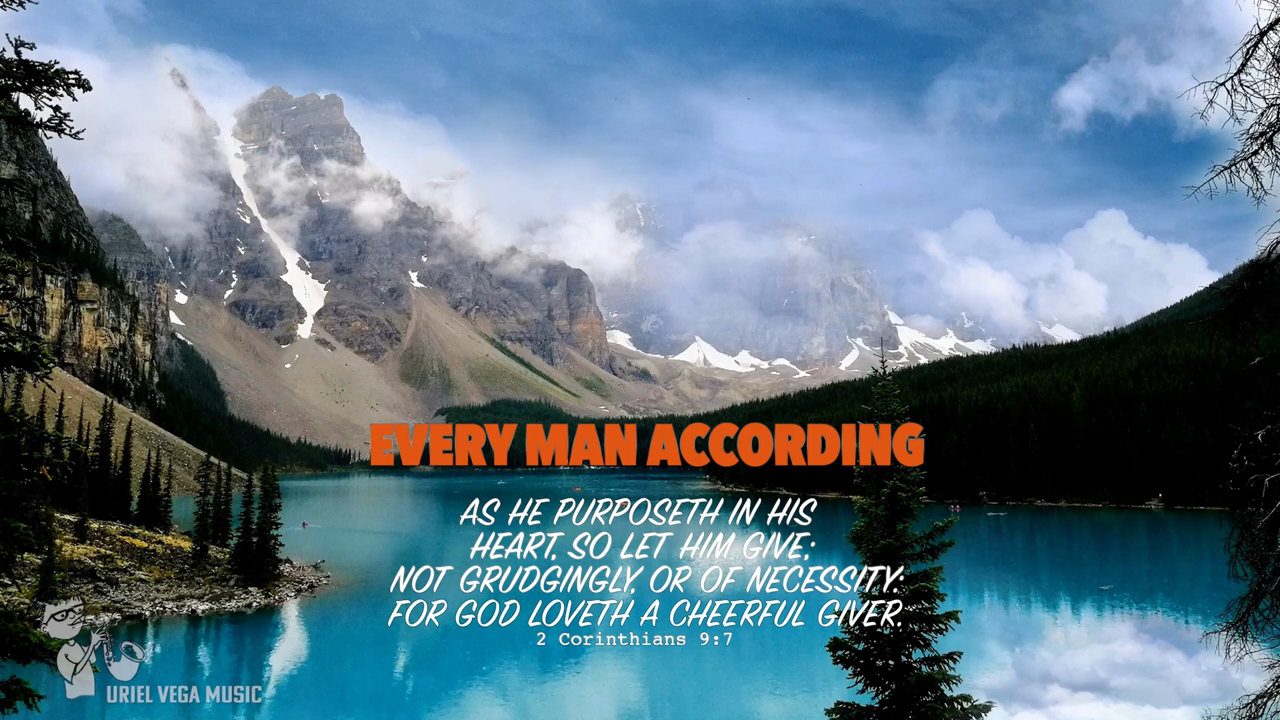 EVERY MAN ACCORDING
AS HE PURPOSETH IN HIS
HEART, SO LET HIM GIVE;
NOT GRUDGINGLY, OR OF NECESSITY:
FOR GOD LOVETH A CHEERFUL GIVER.
2 Corinthians 9:7
URIEL VEGA MUSIC